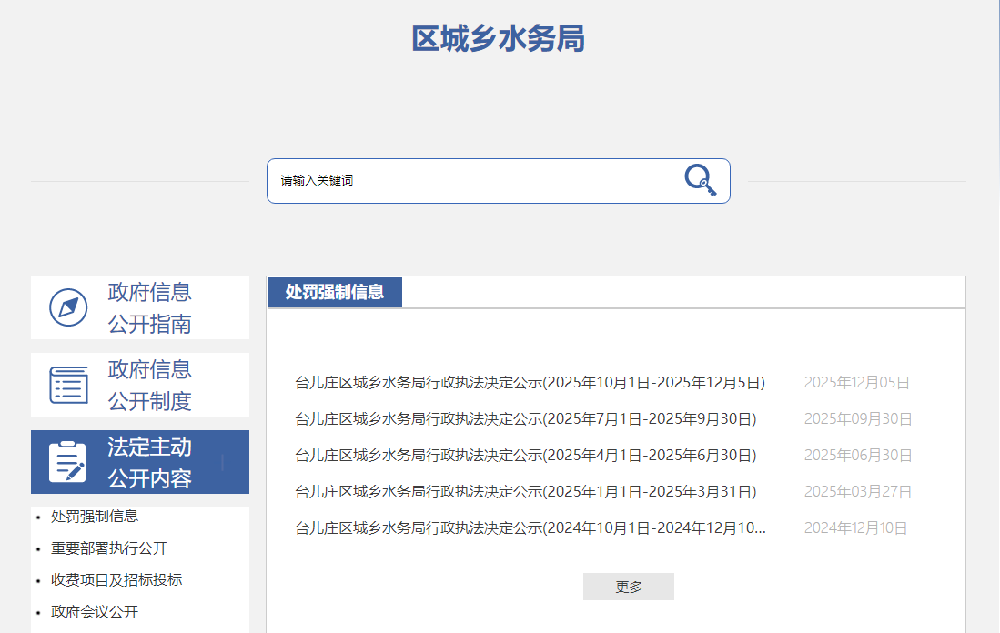 区城乡水务局
请输入关键词
政府信息
公开指南
政府信息
公开制度
法定主动
公开内容
处罚强制信息
重要部署执行公开
收费项目及招标投标
政府会议公开
处罚强制信息
台儿庄区城乡水务局行政执法决定公示(2025年10月1日-2025年12月5日) 2025年12月05日
台儿庄区城乡水务局行政执法决定公示(2025年7月1日-2025年9月30日) 2025年09月30日
台儿庄区城乡水务局行政执法决定公示(2025年4月1日-2025年6月30日) 2025年06月30日
台儿庄区城乡水务局行政执法决定公示(2025年1月1日-2025年3月31日) 2025年03月27日
台儿庄区城乡水务局行政执法决定公示(2024年10月1日-2024年12月10... 2024年12月10日
更多